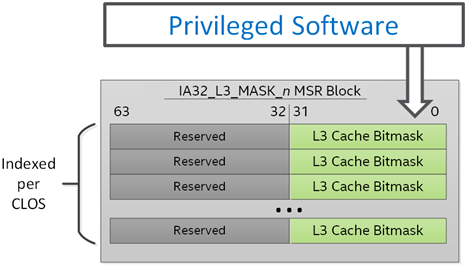 Privileged Software
IA32_L3_MASK_n MSR Block
63 32 31 0
Reserved L3 Cache Bitmask
Reserved L3 Cache Bitmask
Reserved L3 Cache Bitmask
...
Reserved L3 Cache Bitmask
Indexed
per
CLOS